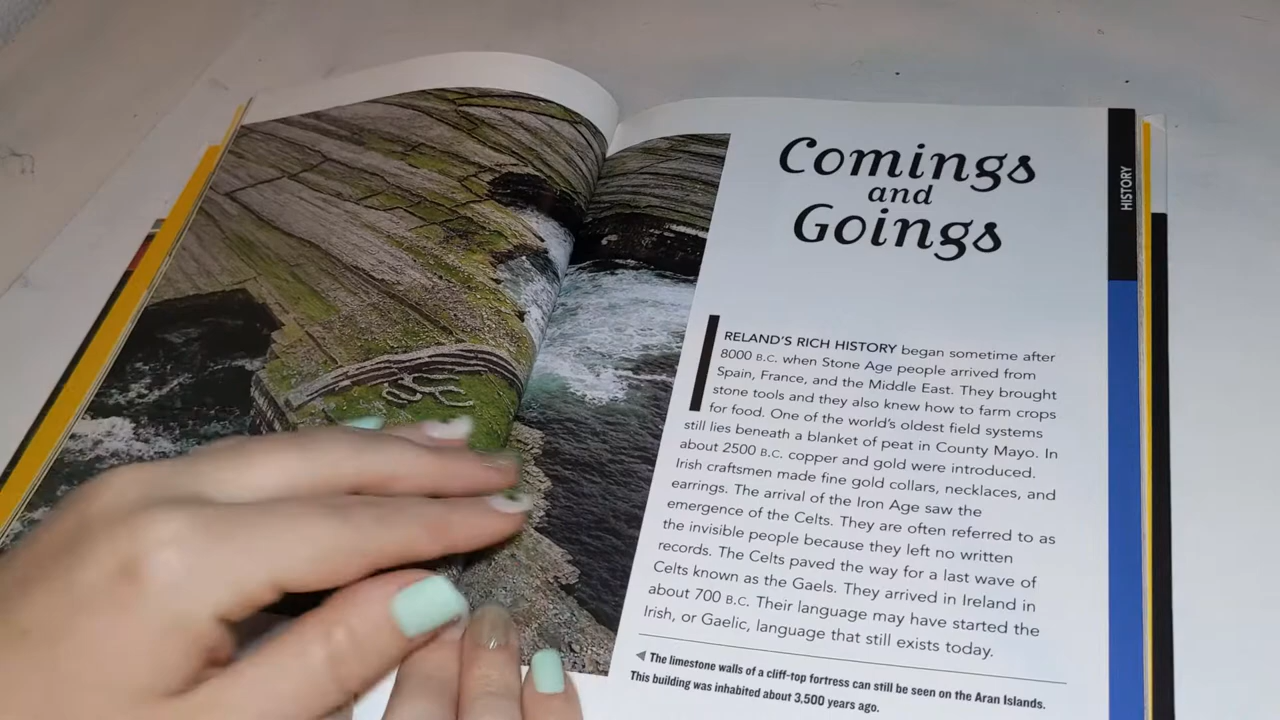 Comings
and
Goings
HISTORY
IRELAND'S RICH HISTORY began sometime after
8000 B.C. when Stone Age people arrived from
Spain, France, and the Middle East. They brought
stone tools and they also knew how to farm crops
for food. One of the world's oldest field systems
still lies beneath a blanket of peat in County Mayo. In
about 2500 B.C. copper and gold were introduced.
Irish craftsmen made fine gold collars, necklaces, and
earrings. The arrival of the Iron Age saw the
emergence of the Celts. They are often referred to as
the invisible people because they left no written
records. The Celts paved the way for a last wave of
Celts known as the Gaels. They arrived in Ireland in
about 700 B.C. Their language may have started the
Irish, or Gaelic, language that still exists today.
◀ The limestone walls of a cliff-top fortress can still be seen on the Aran Islands.
This building was inhabited about 3,500 years ago.